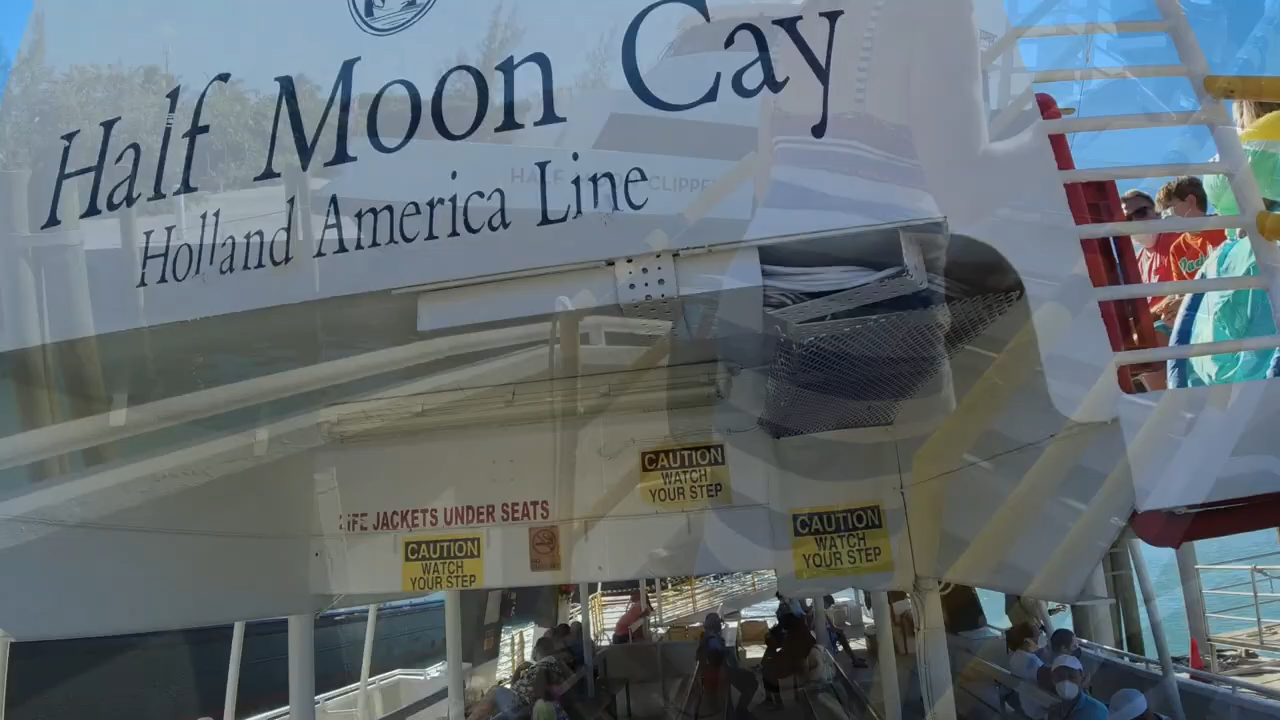 Half Moon Cay
Holland America Line
HALF MOON CLIPPER
CAUTION
WATCH
YOUR STEP
LIFE JACKETS UNDER SEATS
CAUTION
WATCH
YOUR STEP
CAUTION
WATCH
YOUR STEP